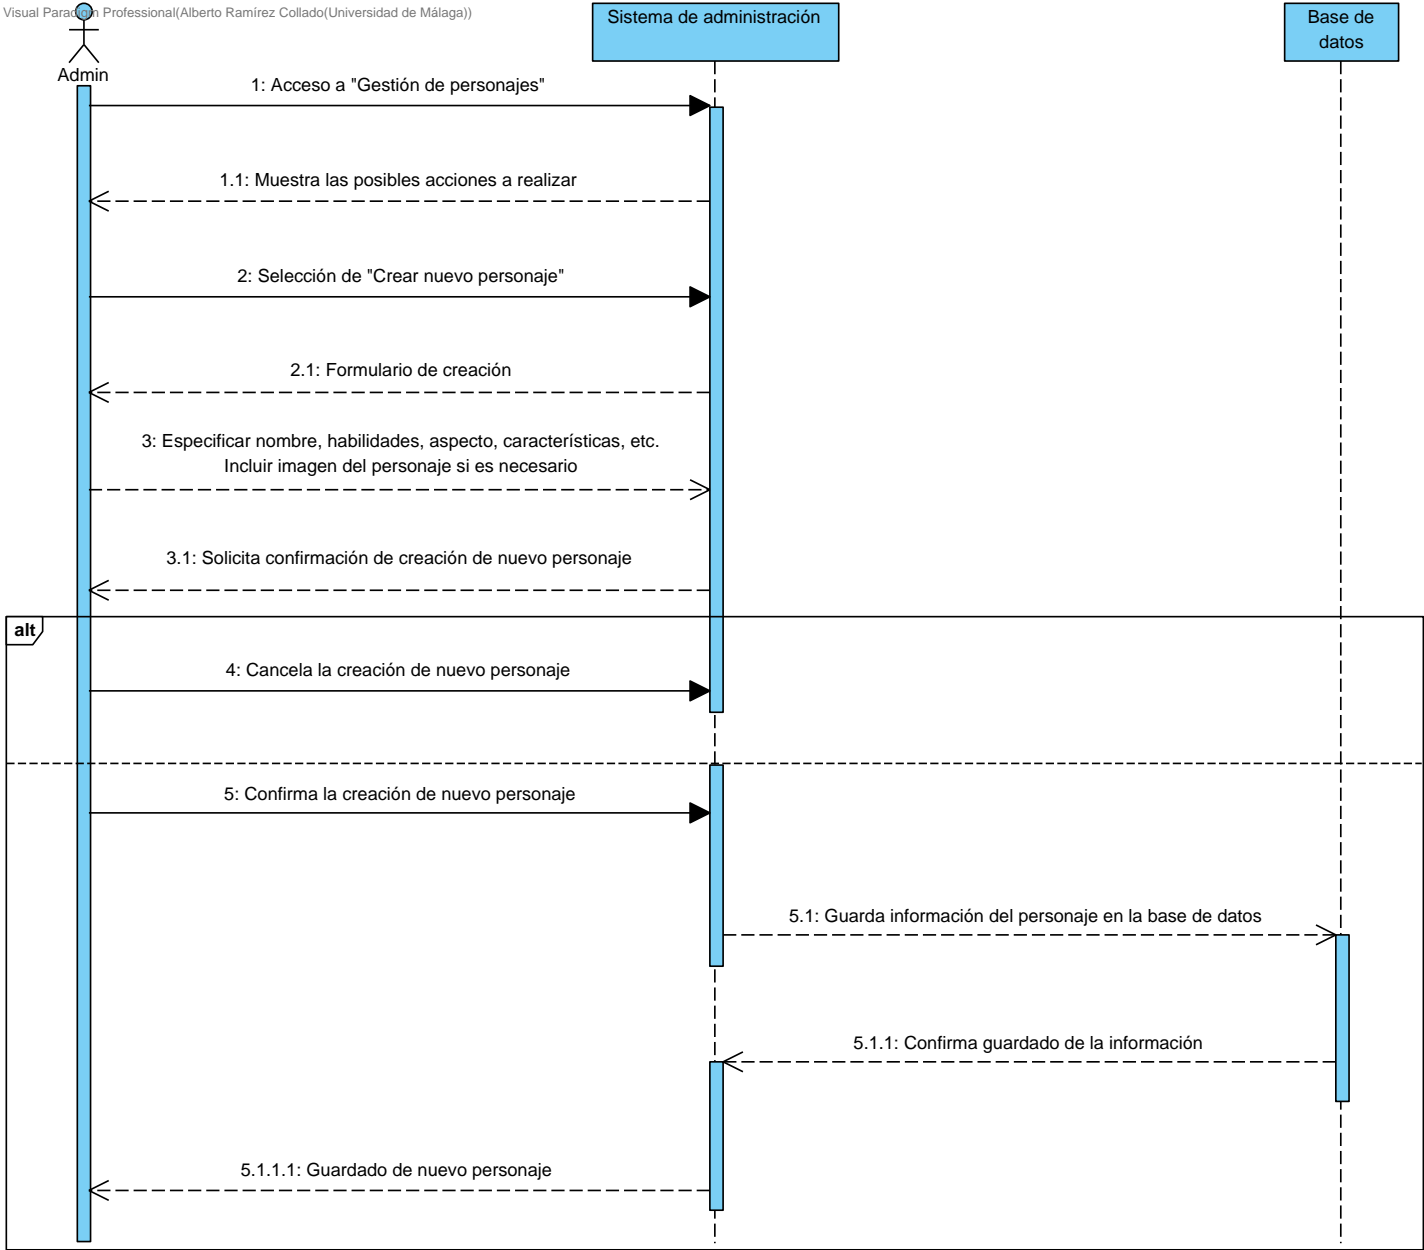 Visual Paradigm Professional(Alberto Ramírez Collado(Universidad de Málaga))
Admin
Sistema de administración
Base de
datos
1: Acceso a "Gestión de personajes"
1.1: Muestra las posibles acciones a realizar
2: Selección de "Crear nuevo personaje"
2.1: Formulario de creación
3: Especificar nombre, habilidades, aspecto, características, etc.
Incluir imagen del personaje si es necesario
3.1: Solicita confirmación de creación de nuevo personaje
alt
4: Cancela la creación de nuevo personaje
5: Confirma la creación de nuevo personaje
5.1: Guarda información del personaje en la base de datos
5.1.1: Confirma guardado de la información
5.1.1.1: Guardado de nuevo personaje